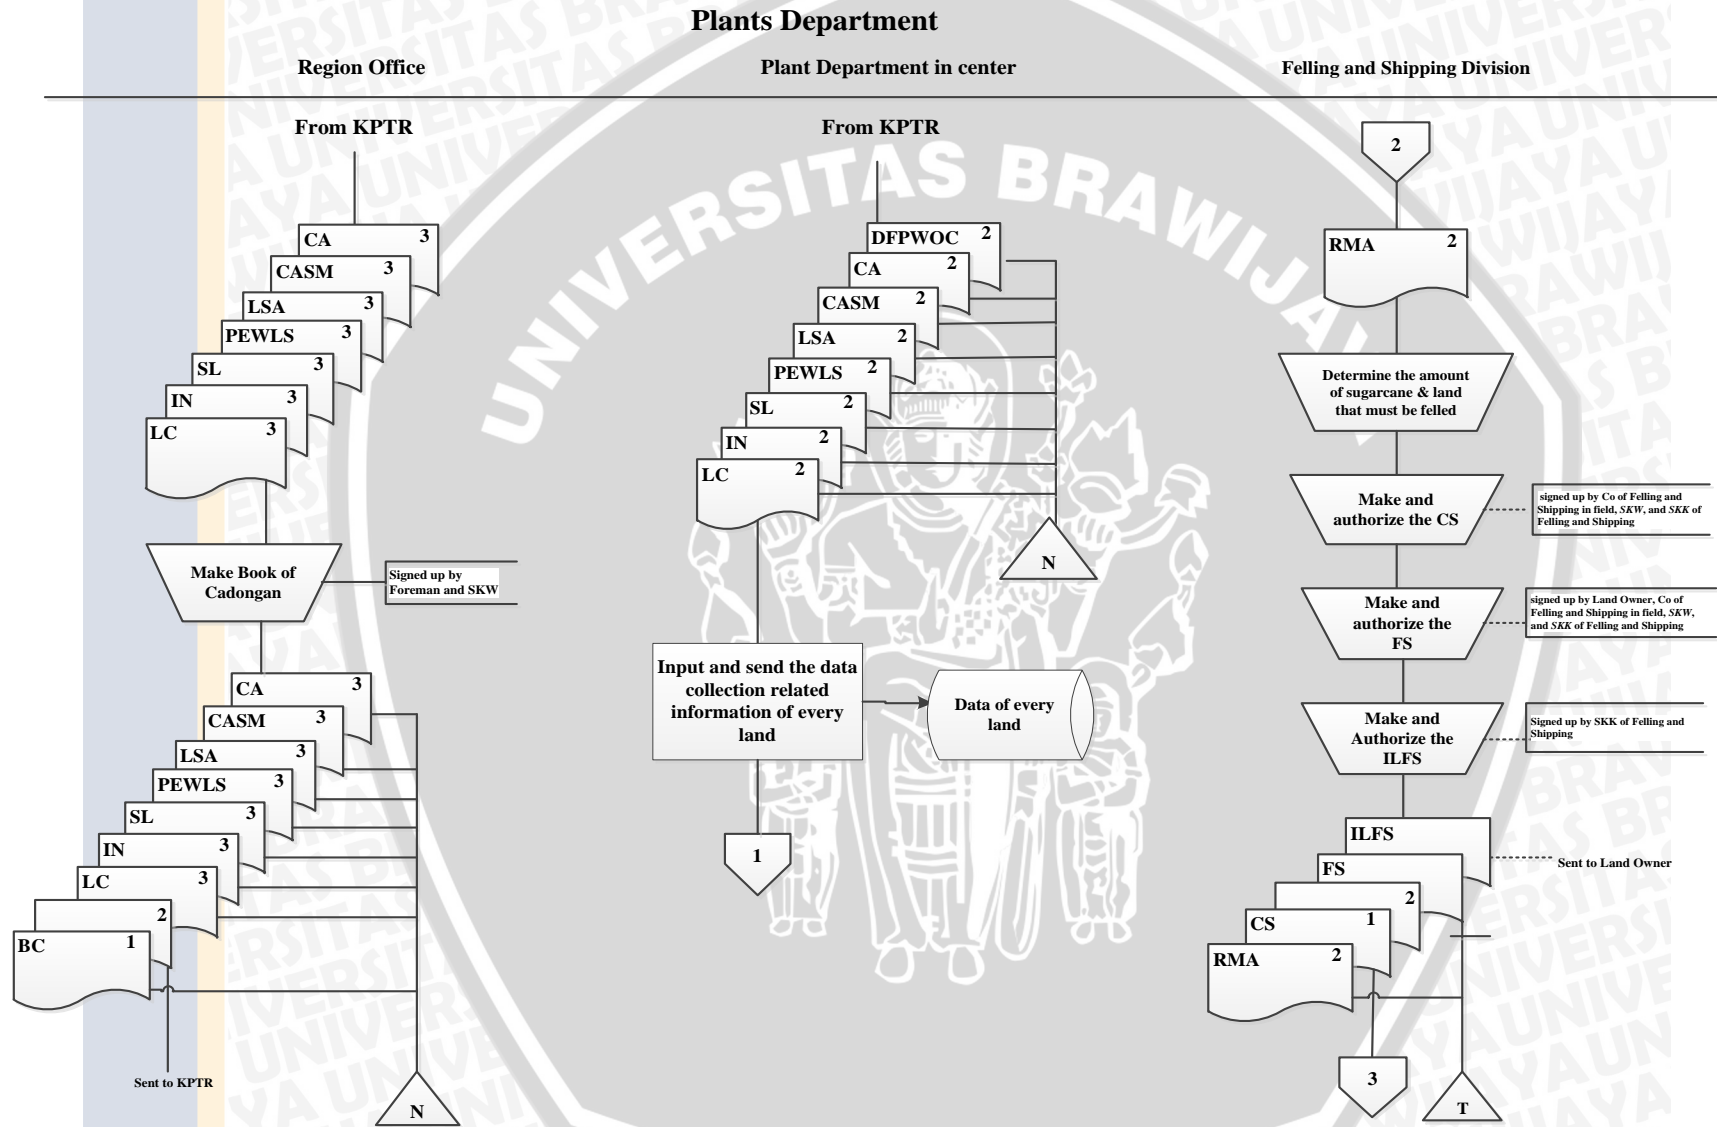 Plants Department
Region Office
Plant Department in center
Felling and Shipping Division
From KPTR
CA 3
CASM 3
LSA 3
PEWLS 3
SL 3
IN 3
LC 3
Make Book of
Cadongan
Signed up by
Foreman and SKW
CA 3
CASM 3
LSA 3
PEWLS 3
SL 3
IN 3
LC 3
2
BC 1
Sent to KPTR
N
From KPTR
DFPWOC 2
CA 2
CASM 2
LSA 2
PEWLS 2
SL 2
IN 2
LC 2
N
Input and send the data
collection related
information of every
land
Data of every
land
1
2
RMA 2
Determine the amount
of sugarcane & land
that must be felled
Make and
authorize the CS
signed up by Co of Felling and
Shipping in field, SKW, and SKK of
Felling and Shipping
Make and
authorize the
FS
signed up by Land Owner, Co of
Felling and Shipping in field, SKW,
and SKK of Felling and Shipping
Make and
Authorize the
ILFS
Signed up by SKK of Felling and
Shipping
ILFS
Sent to Land Owner
FS
2
CS 1
RMA 2
3
T
UNIVERSITAS BRAWIJAYA